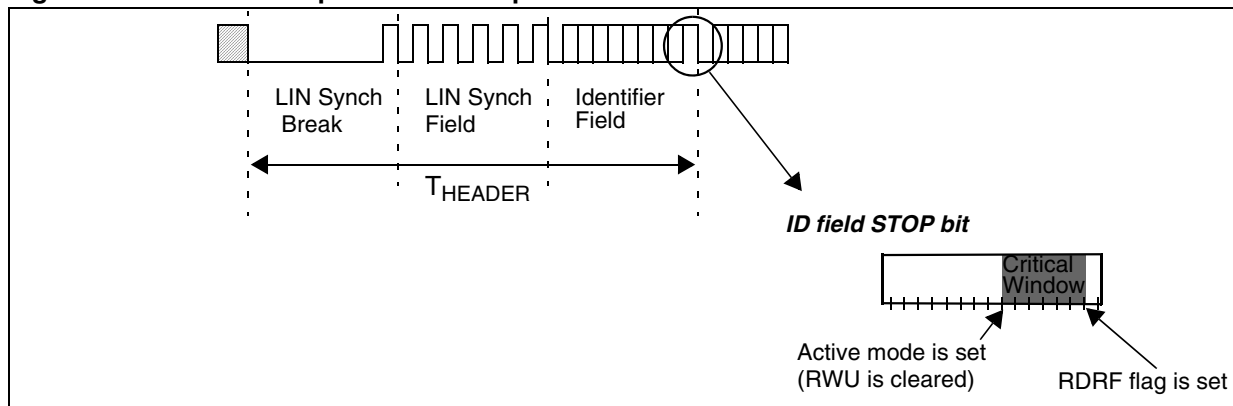 LIN Synch
Break
LIN Synch
Field
Identifier
Field
THEADER
ID field STOP bit
Critical
Window
Active mode is set
(RWU is cleared)
RDRF flag is set